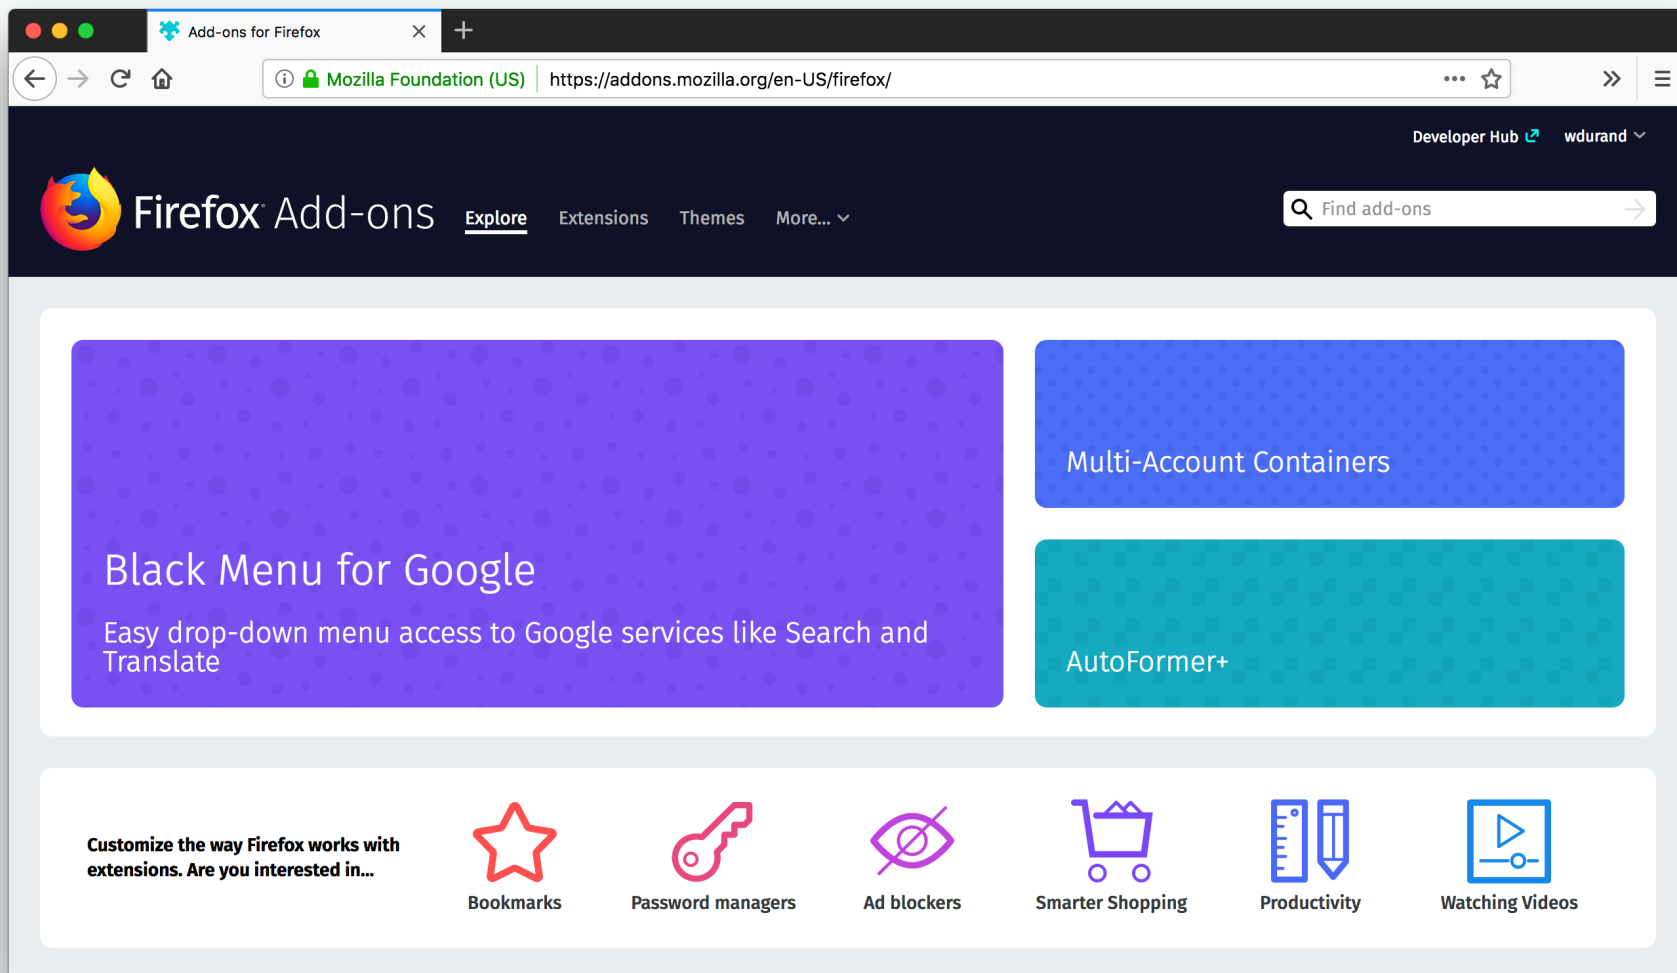 Add-ons for Firefox
Mozilla Foundation (US)
https://addons.mozilla.org/en-US/firefox/
Developer Hub
wdurand
Firefox Add-ons
Explore
Extensions
Themes
More...
Find add-ons
Black Menu for Google
Easy drop-down menu access to Google services like Search and
Translate
Multi-Account Containers
AutoFormer+
Customize the way Firefox works with
extensions. Are you interested in...
Bookmarks
Password managers
Ad blockers
Smarter Shopping
Productivity
Watching Videos